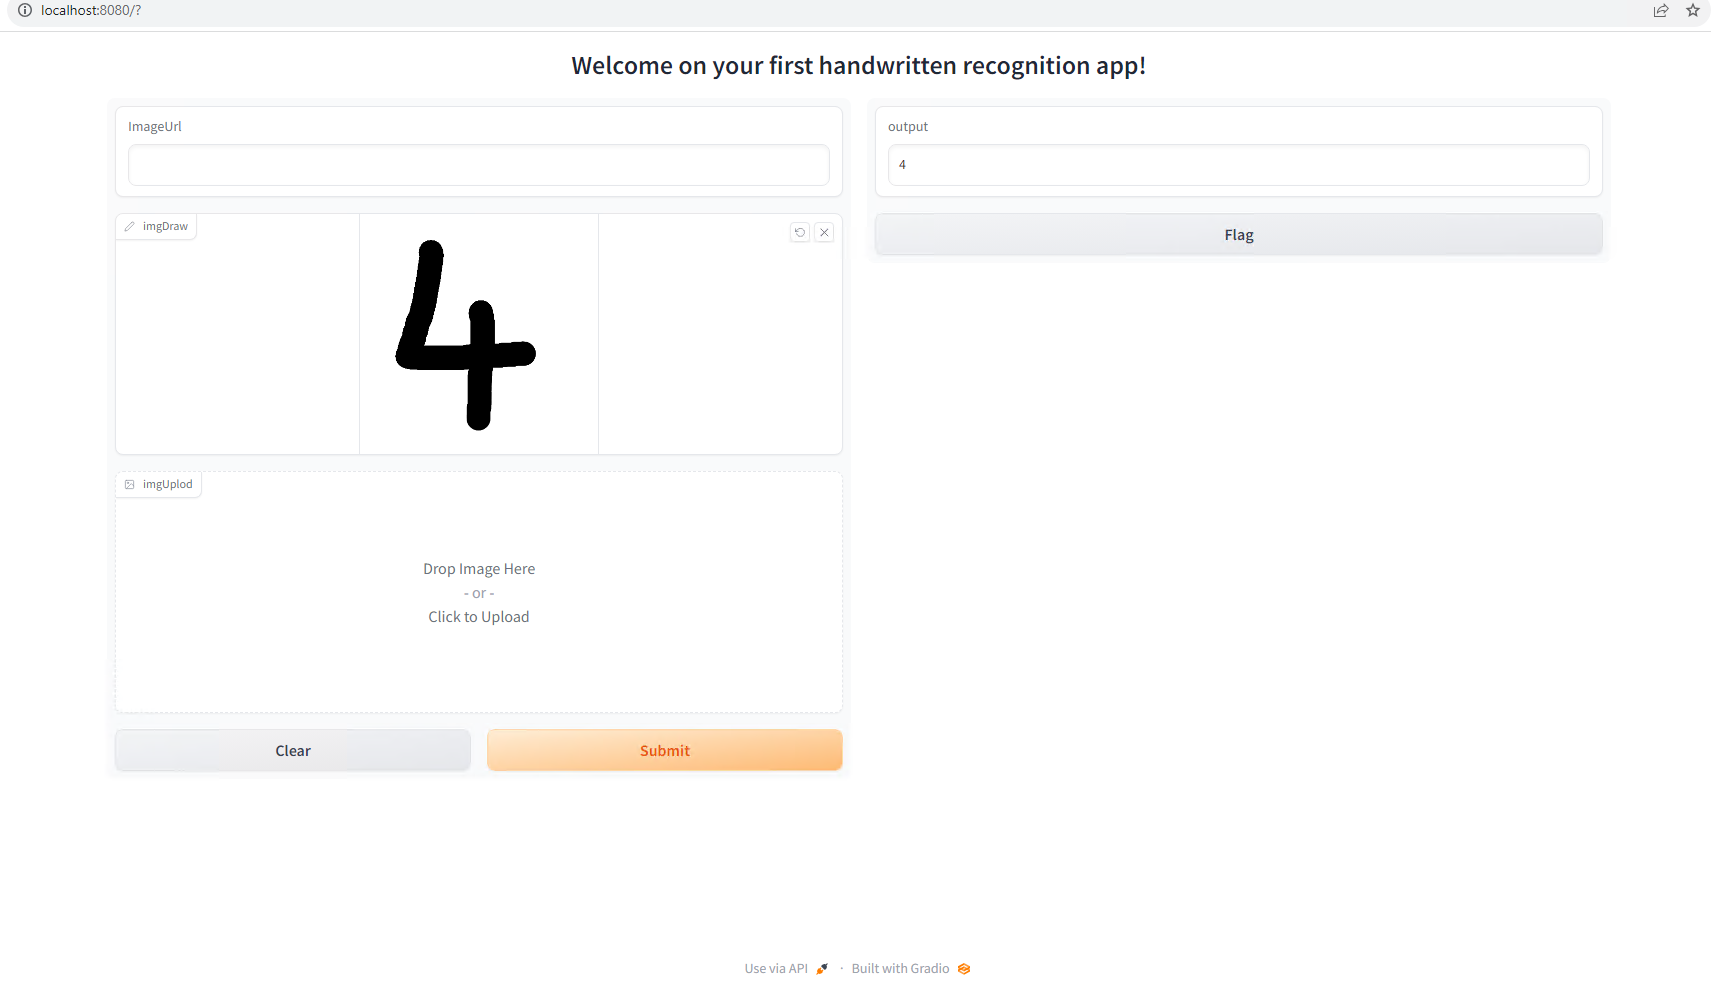 localhost:8080/?
Welcome on your first handwritten recognition app!
ImageUrl
output
4
imgDraw
4
Flag
imgUplod
Drop Image Here
- or -
Click to Upload
Clear
Submit
Use via API · Built with Gradio